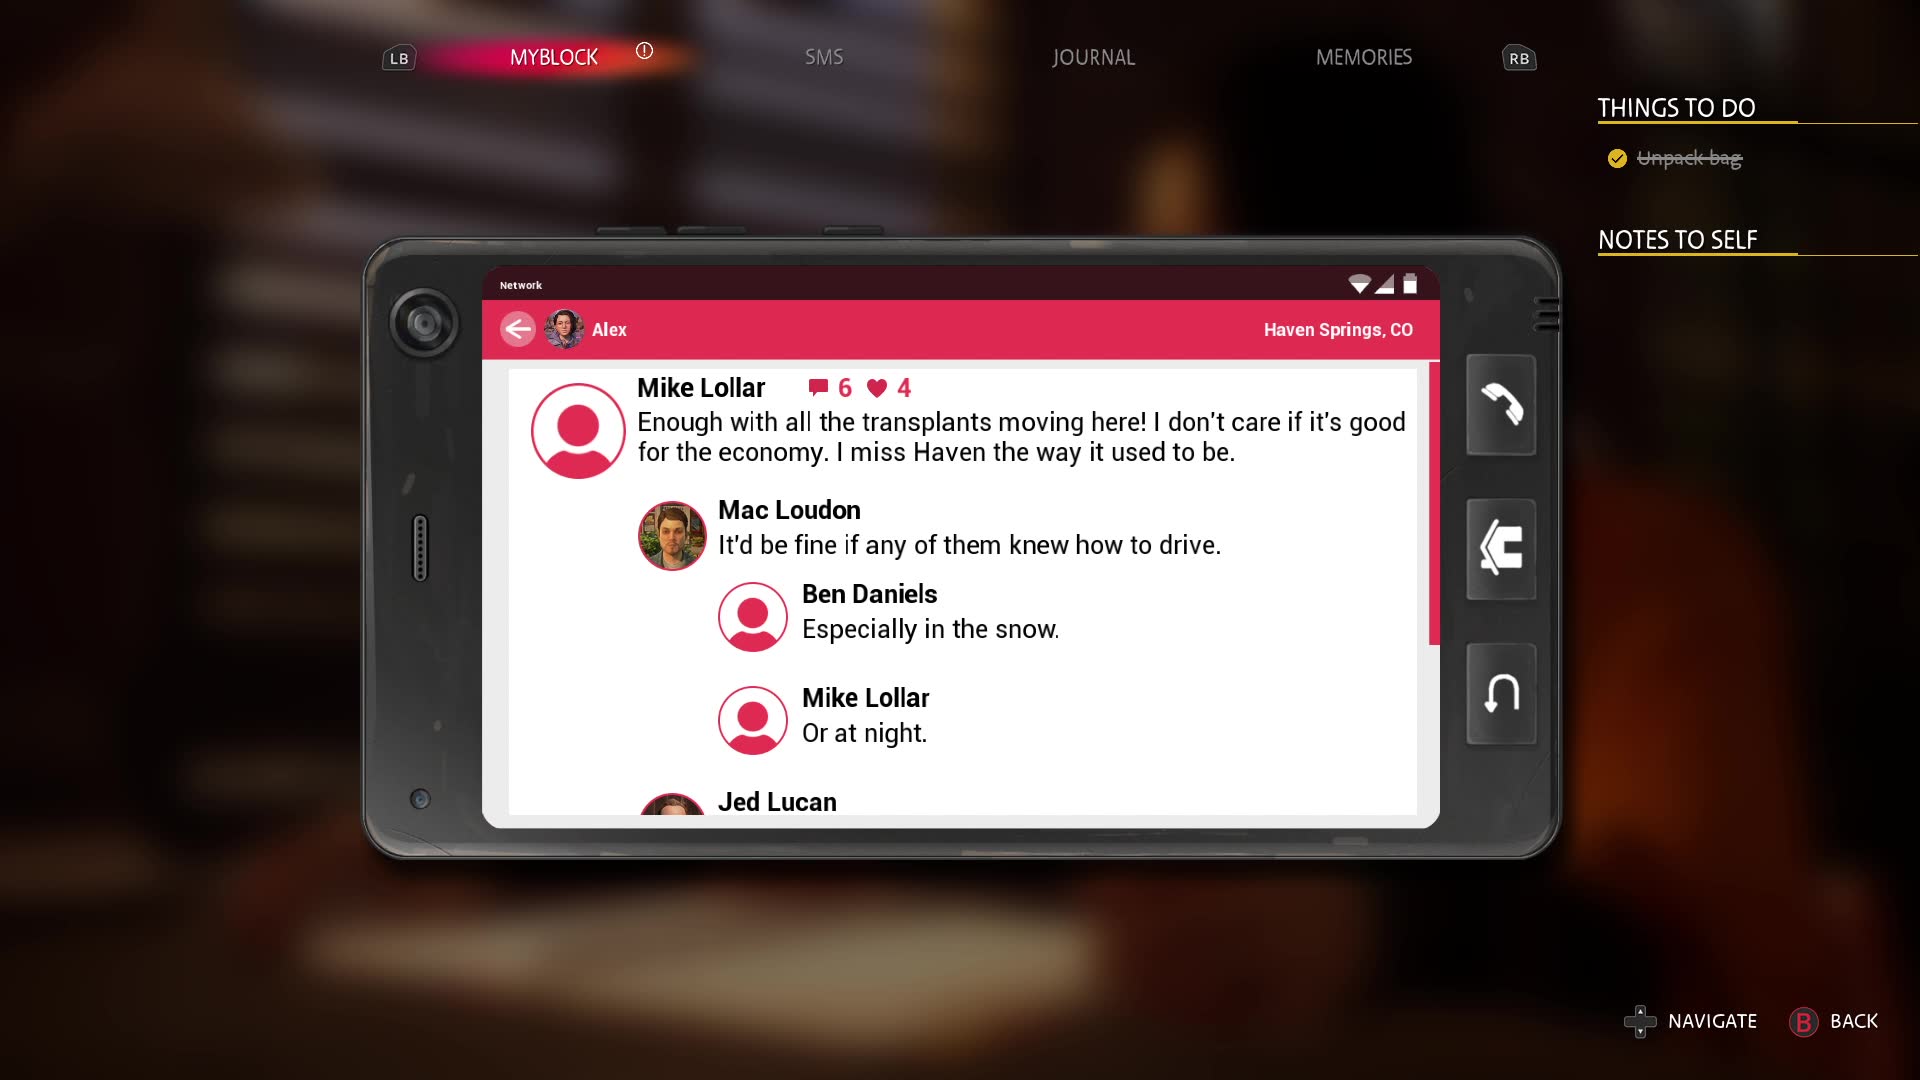 LB
MYBLOCK
SMS
JOURNAL
MEMORIES
RB
THINGS TO DO
Unpack bag
NOTES TO SELF
Network
Alex
Haven Springs, CO
Mike Lollar 6 4
Enough with all the transplants moving here! I don't care if it's good
for the economy. I miss Haven the way it used to be.
Mac Loudon
It'd be fine if any of them knew how to drive.
Ben Daniels
Especially in the snow.
Mike Lollar
Or at night.
Jed Lucan
NAVIGATE
B BACK